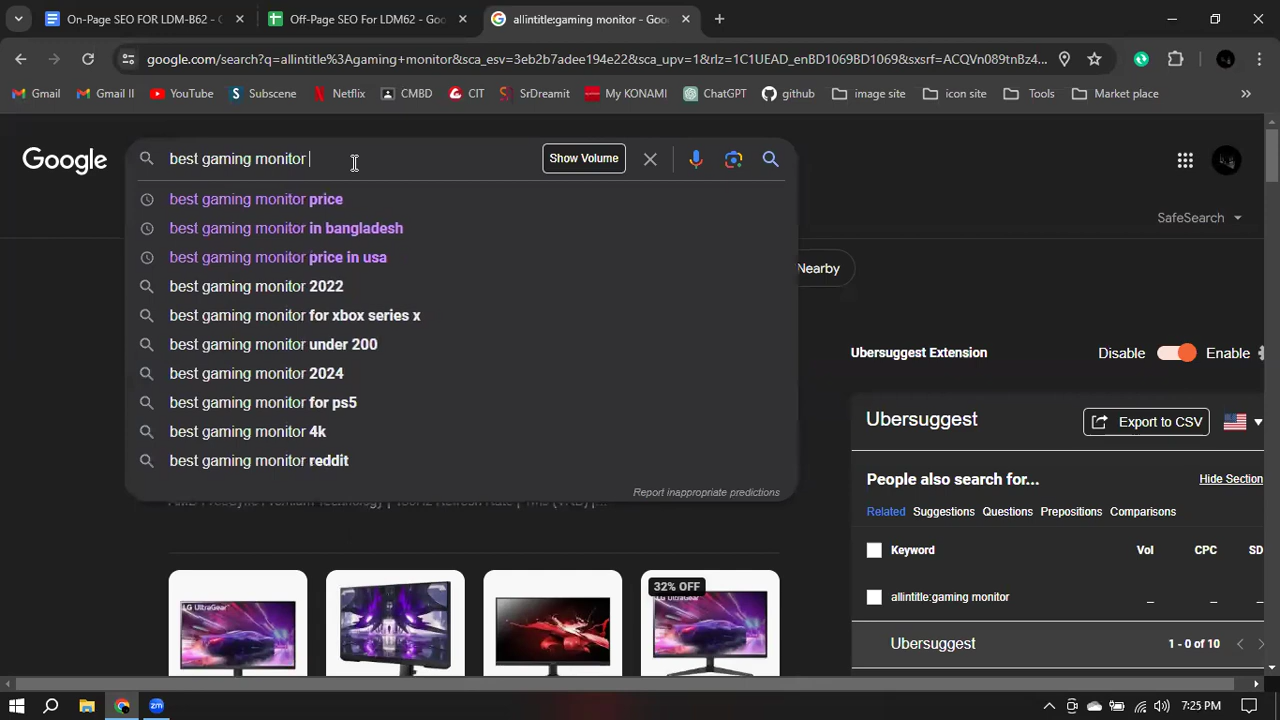 On-Page SEO FOR LDM-B62 - G
Off-Page SEO For LDM62 - Goo
allintitle:gaming monitor - Goo
google.com/search?q=allintitle%3Agaming+monitor&sca_esv=3eb2b7adee194e22&sca_upv=1&rlz=1C1UEAD_enBD1069BD1069&sxsrf=ACQVn089tnBz4...
Gmail
Gmail II
YouTube
Subscene
Netflix
CMBD
CIT
SrDreamit
My KONAMI
ChatGPT
github
image site
icon site
Tools
Market place
Google
best gaming monitor
Show Volume
best gaming monitor price
best gaming monitor in bangladesh
best gaming monitor price in usa
best gaming monitor 2022
best gaming monitor for xbox series x
best gaming monitor under 200
best gaming monitor 2024
best gaming monitor for ps5
best gaming monitor 4k
best gaming monitor reddit
Report inappropriate predictions
SafeSearch
Nearby
Ubersuggest Extension
Disable
Enable
Ubersuggest
Export to CSV
People also search for...
Hide Section
Related Suggestions Questions Prepositions Comparisons
Keyword Vol CPC SD
allintitle:gaming monitor _ _ _
Ubersuggest 1 - 0 of 10
LG UltraGear
32% OFF
LG UltraGear
zm
7:25 PM